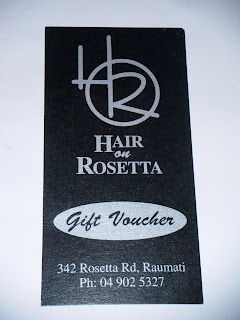 HR
HAIR
on
ROSETTA
Gift Voucher
342 Rosetta Rd, Raumati
Ph: 04 902 5327